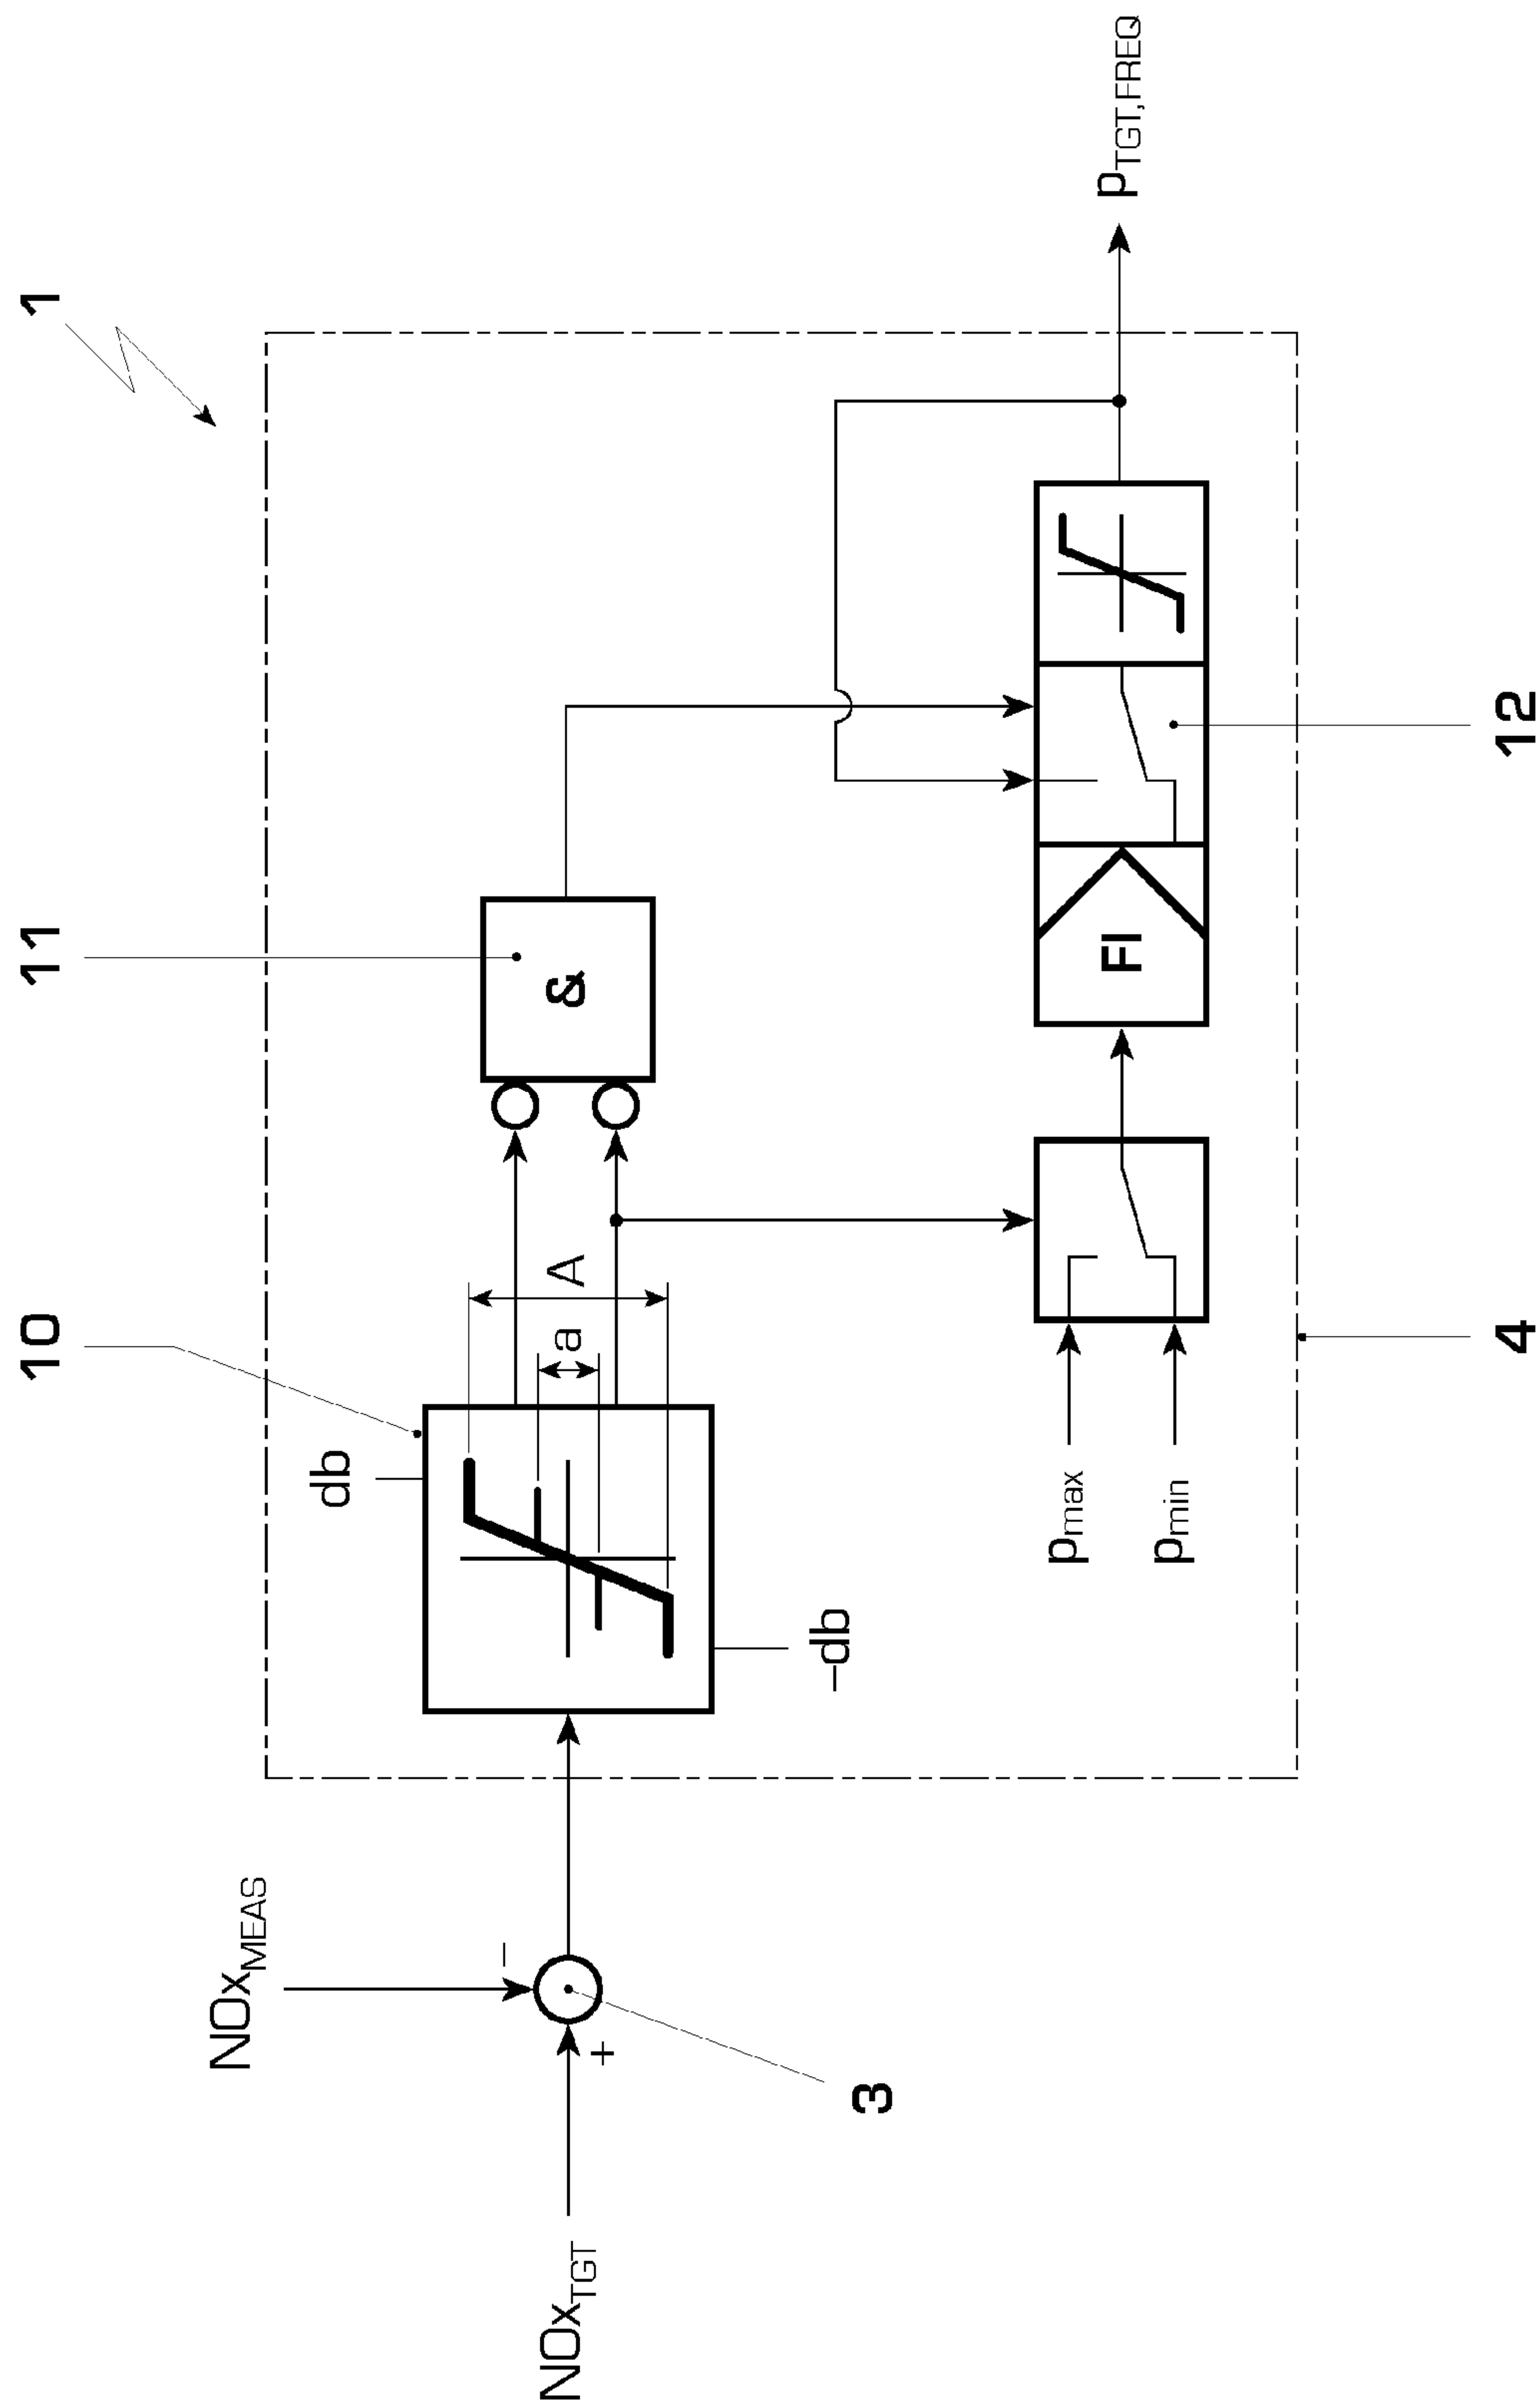 1
10
11
NOx_MEAS
db
A
a
&
NOx_TGT
+
–
3
–db
p_max
p_min
FI
p_TGT,FREQ
4
12